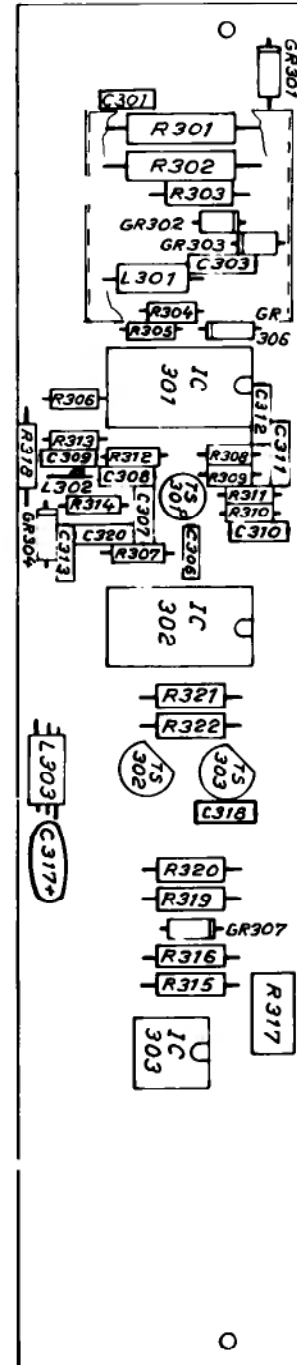 GR301
C301
R301
R302
R303
GR302
GR303
C303
L301
R304
GR
306
R305
IC
301
R306
C312
C311
R318
R313
C309
R312
R308
L302
C308
TS
301
R309
R314
C307
R311
R310
GR304
C313
C320
R307
C306
C310
IC
302
R321
R322
L303
TS
302
TS
303
C318
C317+
R320
R319
GR307
R316
R315
R317
IC
303